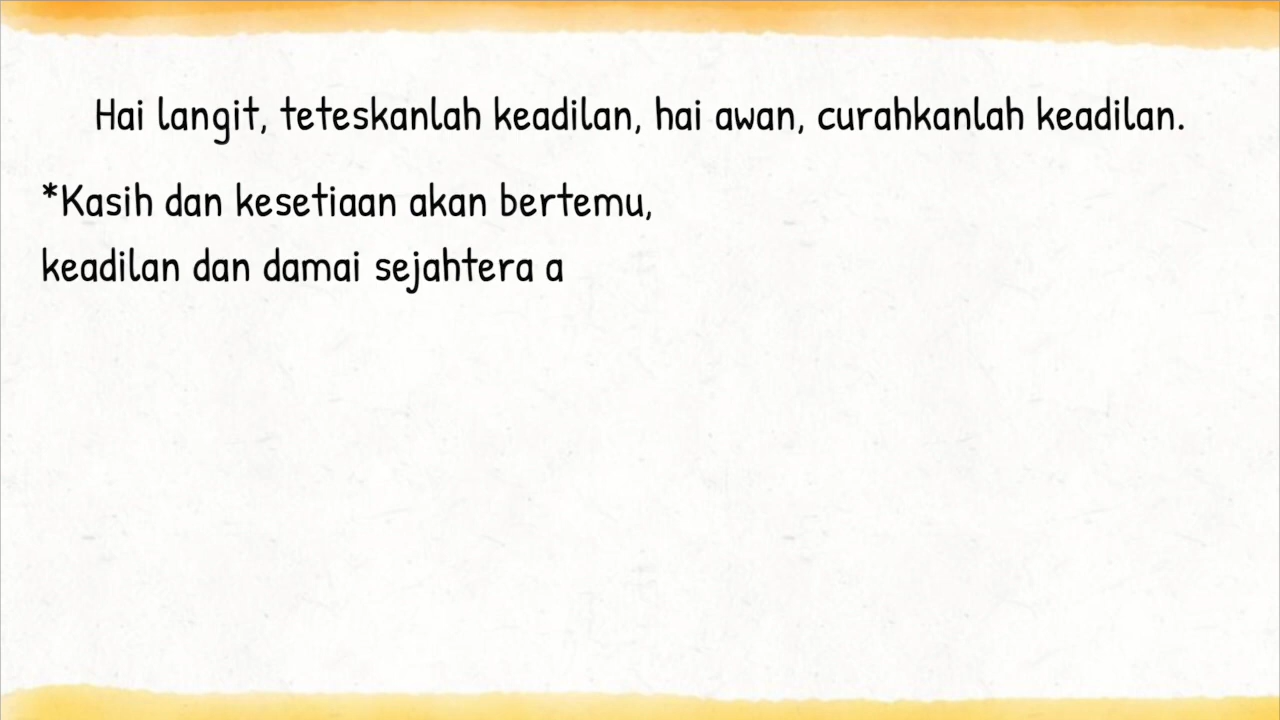 Hai langit, teteskanlah keadilan, hai awan, curahkanlah keadilan.
*Kasih dan kesetiaan akan bertemu,
keadilan dan damai sejahtera a